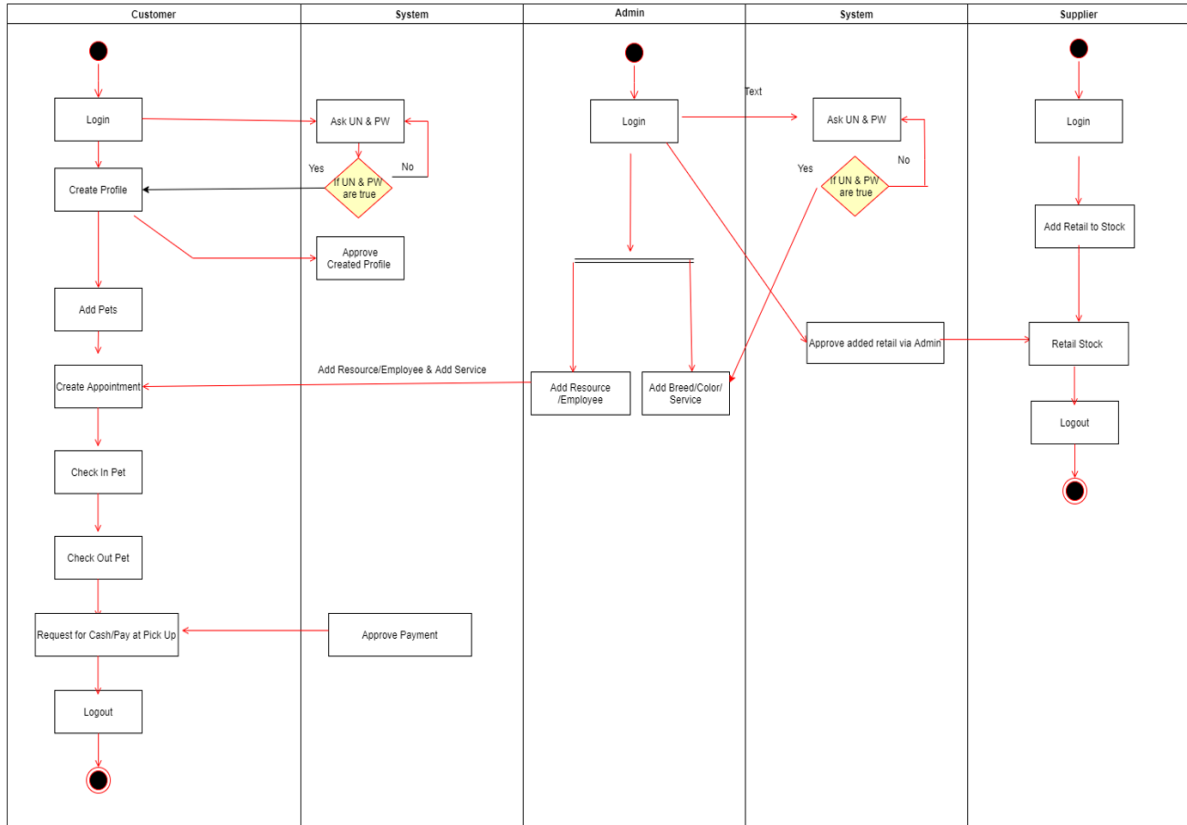 Customer
System
Admin
System
Supplier
Login
Ask UN & PW
Yes
No
If UN & PW
are true
Create Profile
Approve
Created Profile
Add Pets
Create Appointment
Add Resource/Employee & Add Service
Check In Pet
Check Out Pet
Request for Cash/Pay at Pick Up
Approve Payment
Logout
Login
Text
Ask UN & PW
Yes
No
If UN & PW
are true
Add Resource
/Employee
Add Breed/Color/
Service
Approve added retail via Admin
Login
Add Retail to Stock
Retail Stock
Logout